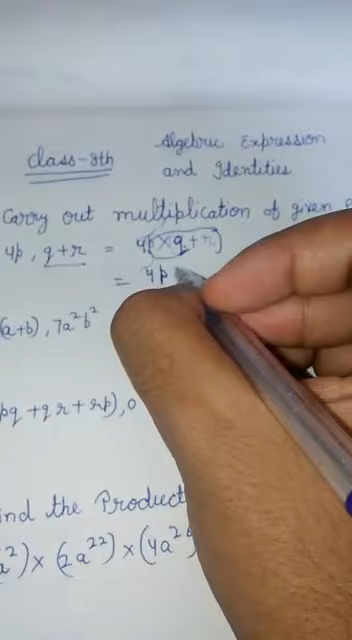 Class-8th
Algebric Expression
and Identities
Carry out multiplication of given
4p, q+r = 4p × q + r)
= 4p
(a+b), 7a²b²
pq + qr + rp), 0
ind the Product
a²) × (2a²²) × (4a²